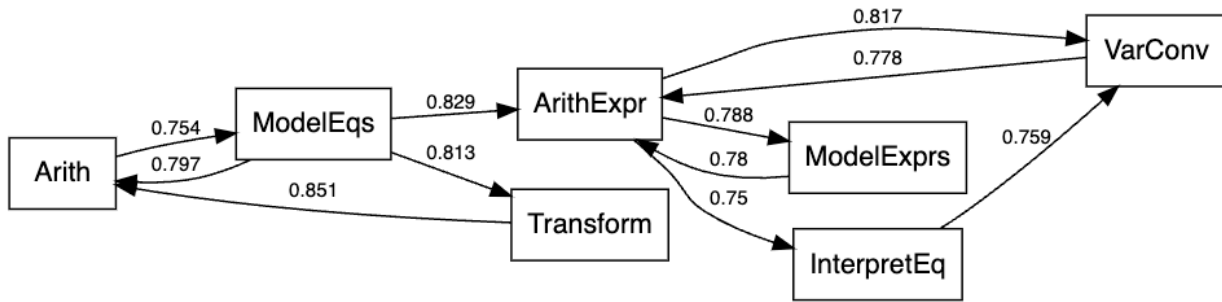 0.817
VarConv
0.778
ArithExpr
0.829
ModelEqs
0.754
0.788
0.759
ModelExprs
0.78
0.797
Arith
0.813
0.851
0.75
Transform
InterpretEq